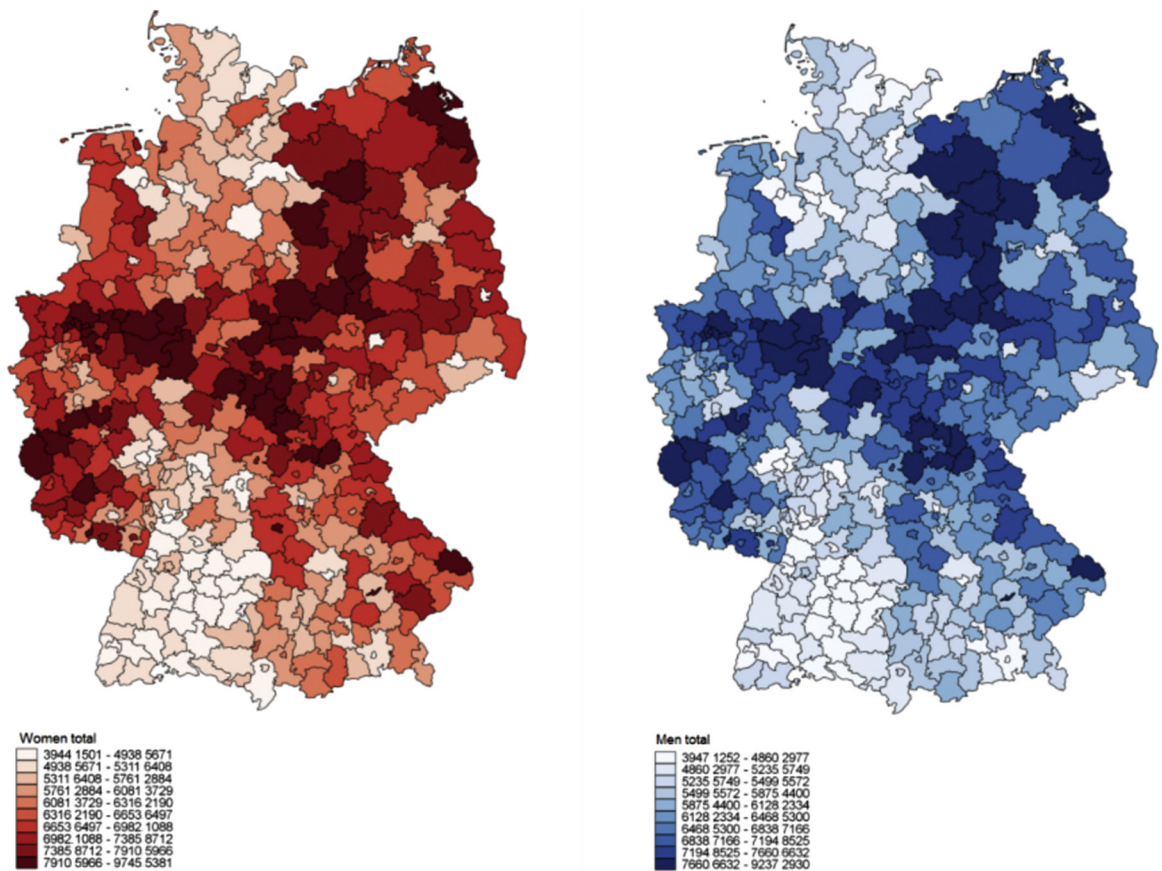 Women total
3944 1501 - 4938 5671
4938 5671 - 5311 6408
5311 6408 - 5761 2884
5761 2884 - 6081 3729
6081 3729 - 6316 2190
6316 2190 - 6653 6497
6653 6497 - 6982 1088
6982 1088 - 7385 8712
7385 8712 - 7910 5966
7910 5966 - 9745 5381
Men total
3947 1252 - 4860 2977
4860 2977 - 5235 5749
5235 5749 - 5499 5572
5499 5572 - 5875 4400
5875 4400 - 6128 2334
6128 2334 - 6468 5300
6468 5300 - 6838 7166
6838 7166 - 7194 8525
7194 8525 - 7660 6632
7660 6632 - 9237 2930